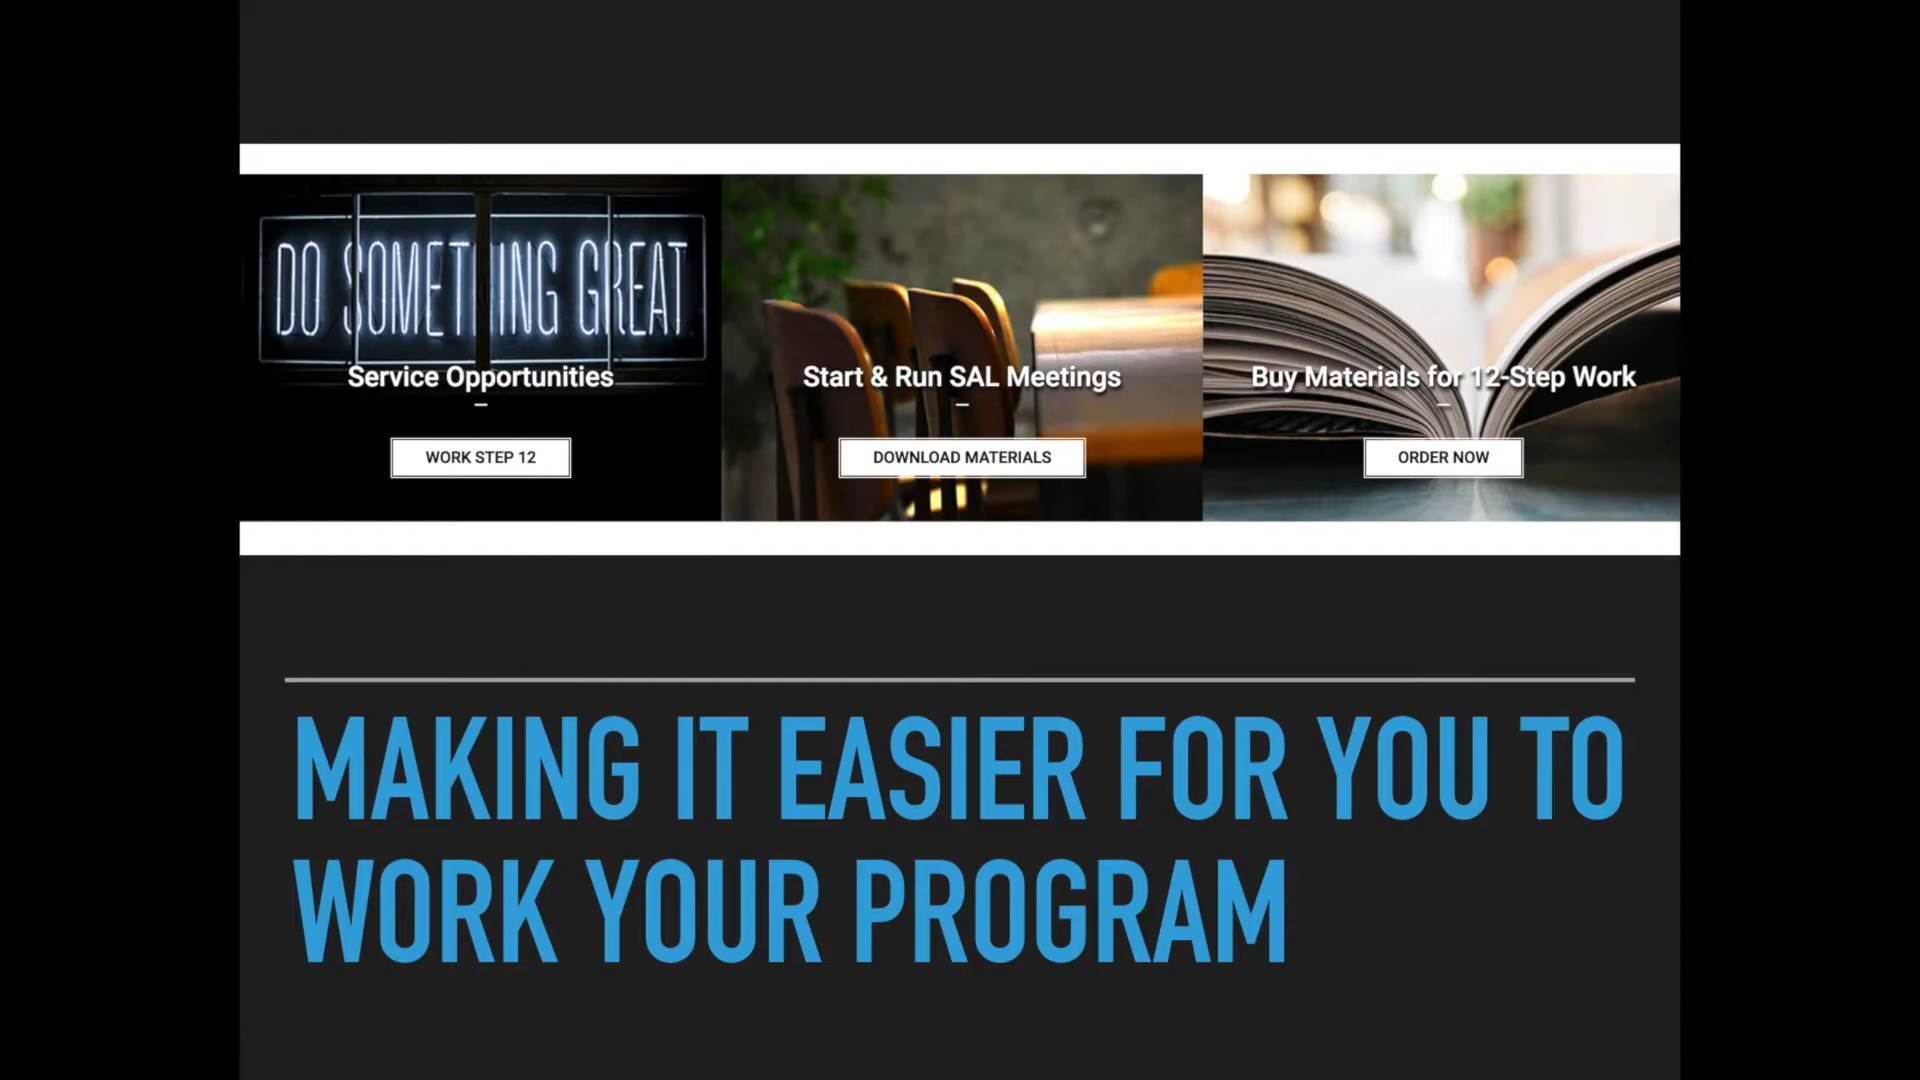 DO SOMETHING GREAT
Service Opportunities
WORK STEP 12
Start & Run SAL Meetings
DOWNLOAD MATERIALS
Buy Materials for 12-Step Work
ORDER NOW
MAKING IT EASIER FOR YOU TO
WORK YOUR PROGRAM